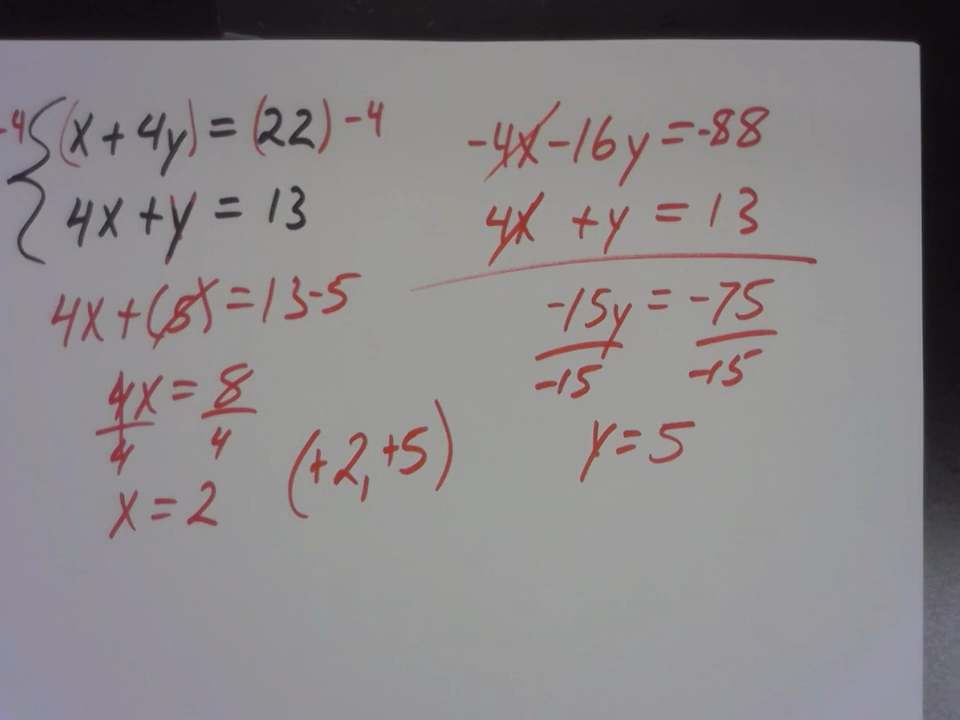 -4 { (x + 4y) = (22) -4
4x + y = 13
4x + (5) = 13 - 5
4x = 8
4 4
x = 2
(+2, +5)
-4x - 16y = -88
4x + y = 13
-15y = -75
-15 -15
y = 5